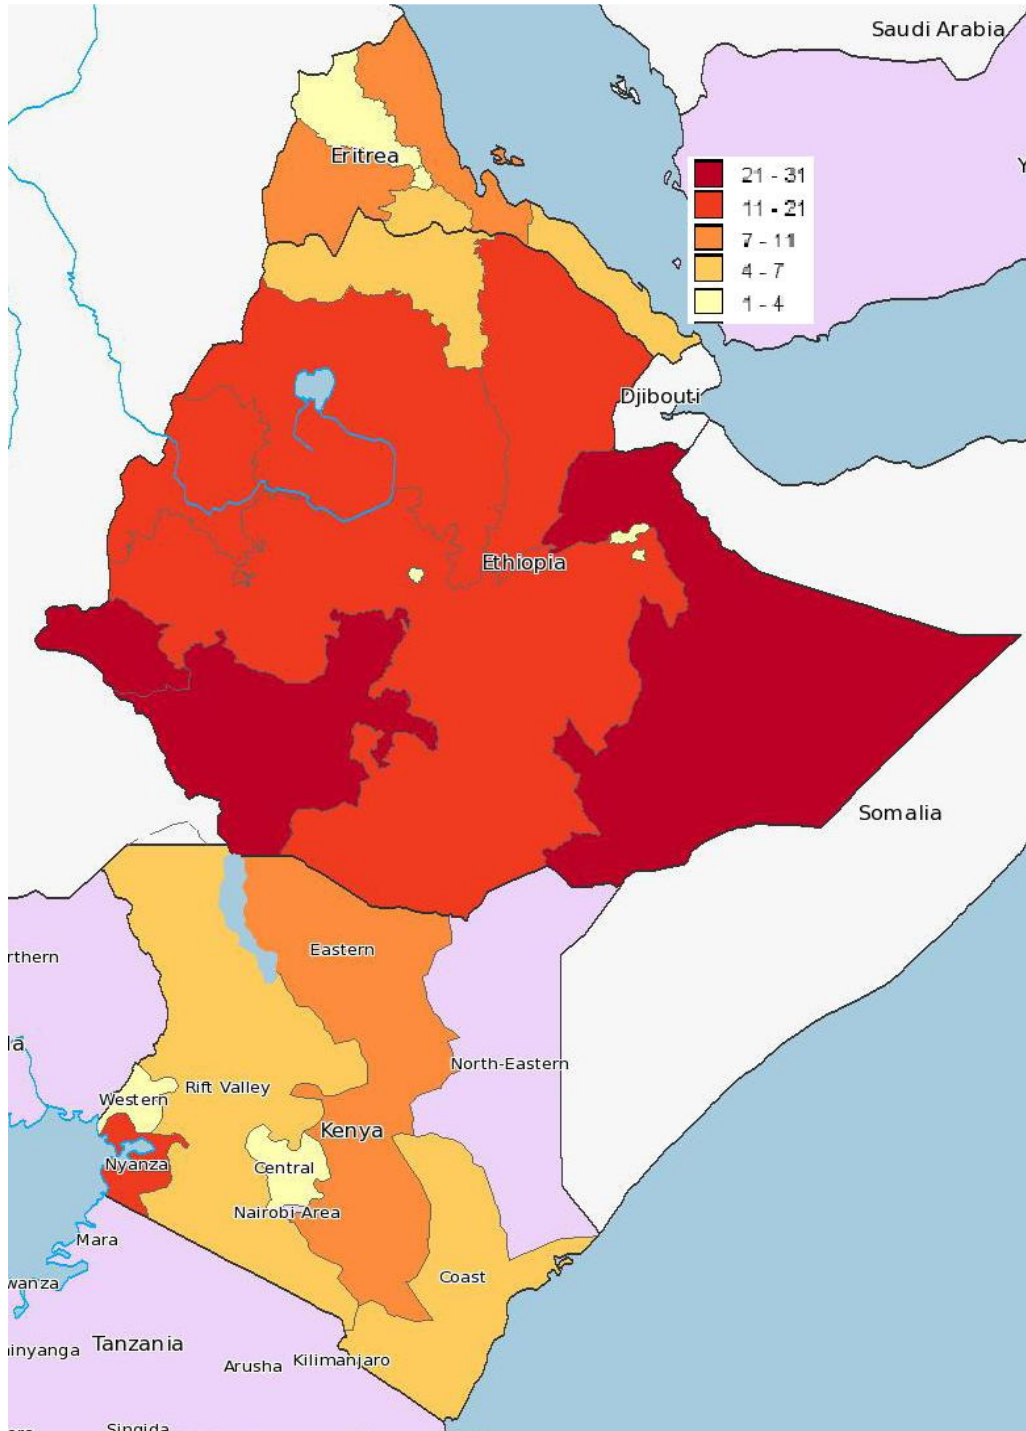 Saudi Arabia
Y
Eritrea
21 - 31
11 - 21
7 - 11
4 - 7
1 - 4
Djibouti
Ethiopia
Somalia
Eastern
rthern
la
North-Eastern
Rift Valley
Western
Kenya
Nyanza
Central
Nairobi-Area
Mara
Coast
wanza
Tanzania
inyanga
Arusha
Kilimanjaro
Singida